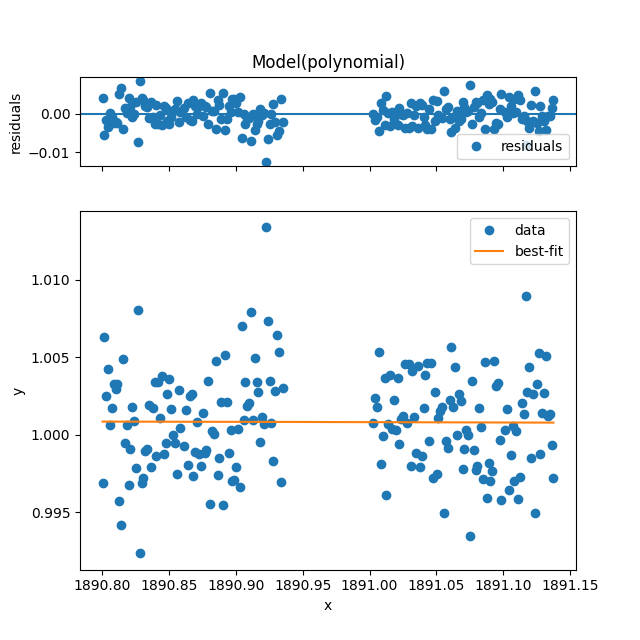 Model(polynomial)
residuals
0.00
−0.01
residuals
y
1.010
1.005
1.000
0.995
data
best-fit
1890.80 1890.85 1890.90 1890.95 1891.00 1891.05 1891.10 1891.15
x